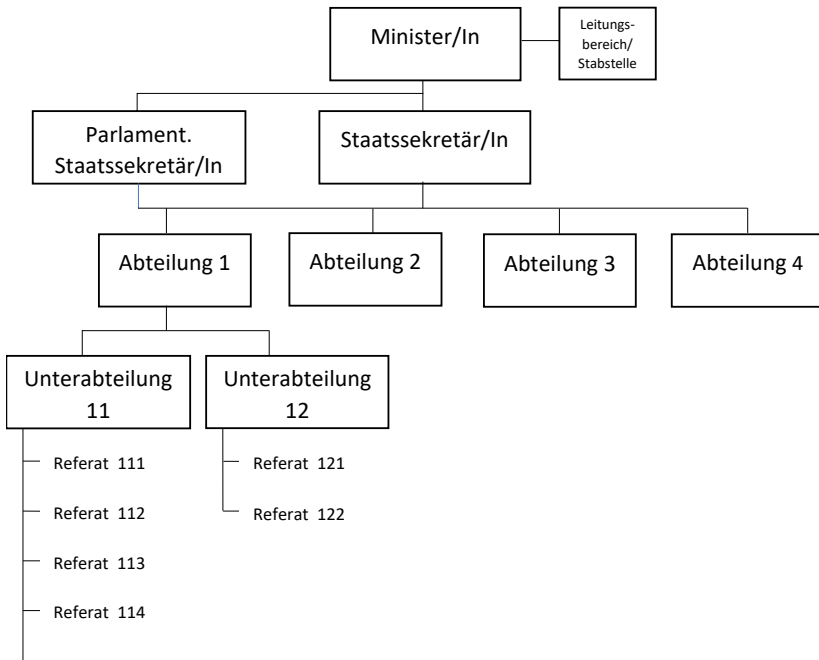 Minister/In
Leitungs-
bereich/
Stabstelle
Parlament.
Staatssekretär/In
Staatssekretär/In
Abteilung 1
Abteilung 2
Abteilung 3
Abteilung 4
Unterabteilung
11
Unterabteilung
12
Referat 111
Referat 121
Referat 112
Referat 122
Referat 113
Referat 114